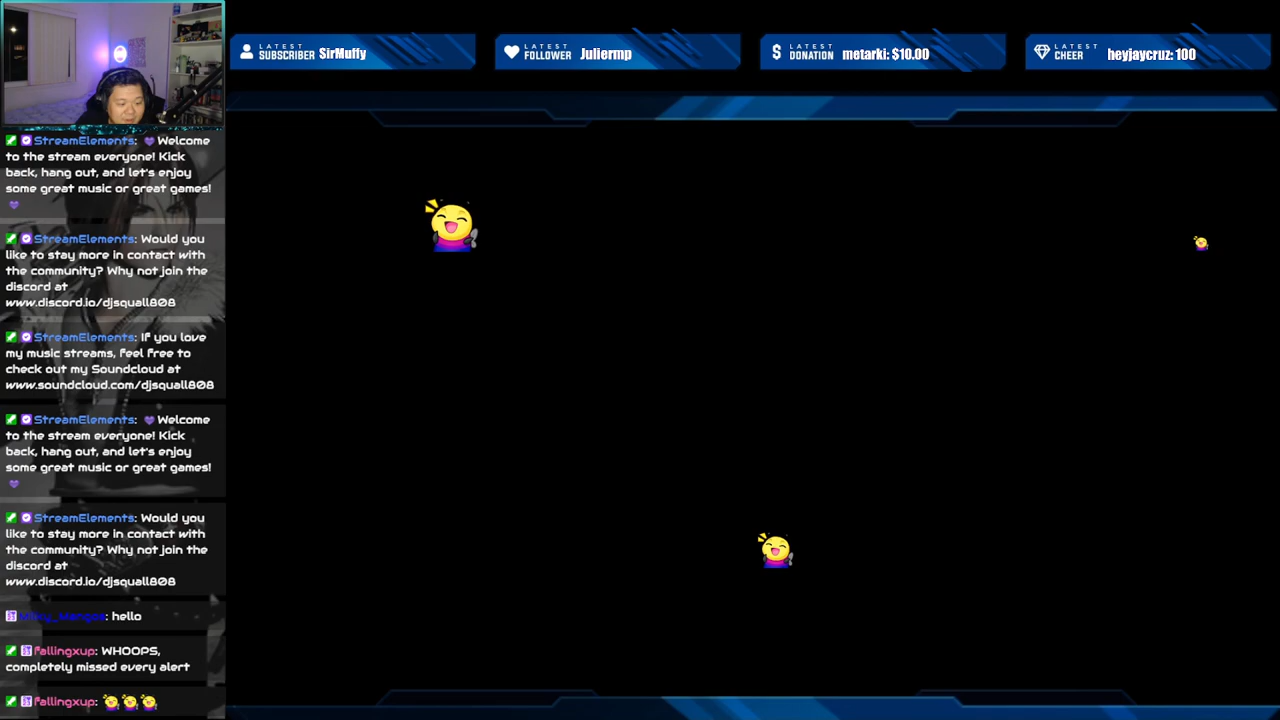 LATEST SUBSCRIBER SirMuffy
LATEST FOLLOWER Juliermp
LATEST DONATION metarki: $10.00
LATEST CHEER heyjaycruz: 100
StreamElements: 💜Welcome
to the stream everyone! Kick
back, hang out, and let's enjoy
some great music or great games!
💜
StreamElements: Would you
like to stay more in contact with
the community? Why not join the
discord at
www.discord.io/djsquall808
StreamElements: If you love
my music streams, feel free to
check out my Soundcloud at
www.soundcloud.com/djsquall808
StreamElements: 💜Welcome
to the stream everyone! Kick
back, hang out, and let's enjoy
some great music or great games!
💜
StreamElements: Would you
like to stay more in contact with
the community? Why not join the
discord at
www.discord.io/djsquall808
: hello
fallingxup: WHOOPS,
completely missed every alert
fallingxup: